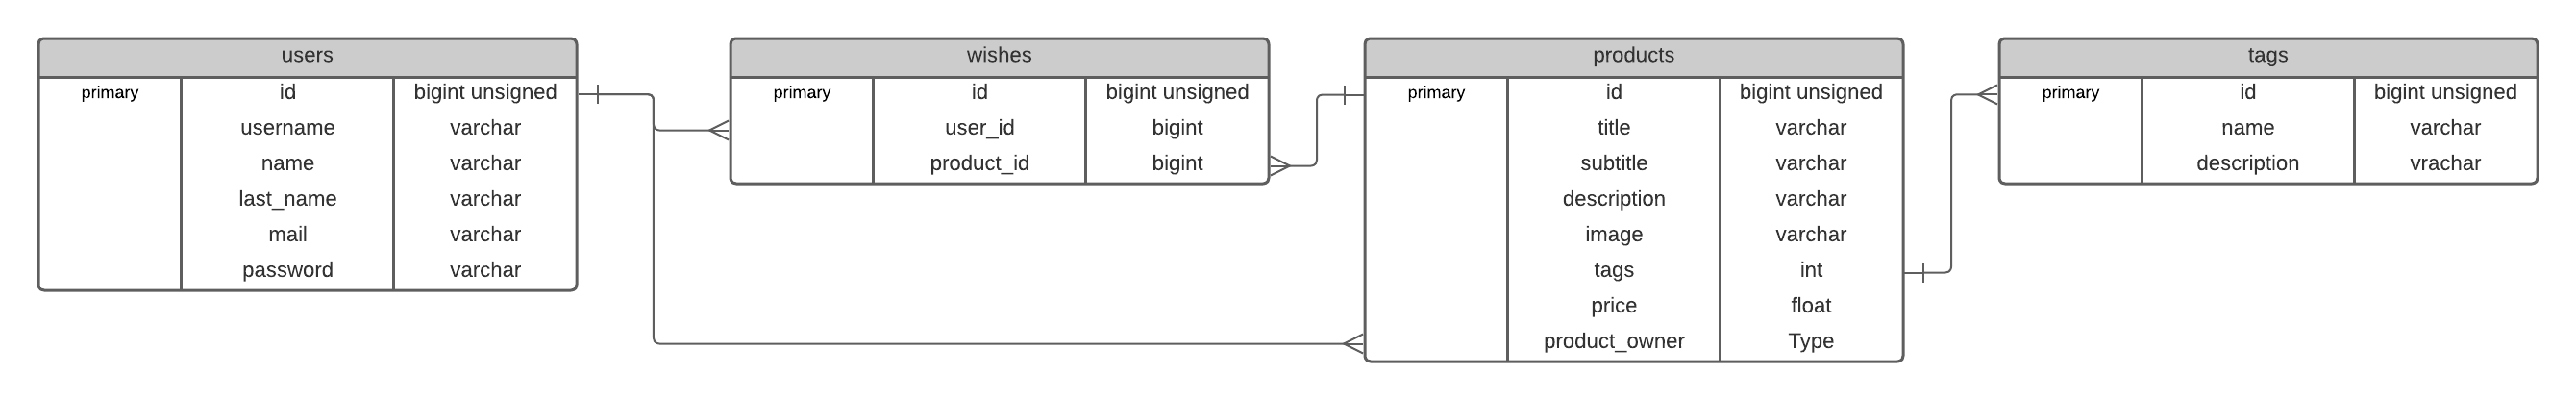 users
primary id bigint unsigned
username varchar
name varchar
last_name varchar
mail varchar
password varchar
wishes
primary id bigint unsigned
user_id bigint
product_id bigint
products
primary id bigint unsigned
title varchar
subtitle varchar
description varchar
image varchar
tags int
price float
product_owner Type
tags
primary id bigint unsigned
name varchar
description vrachar